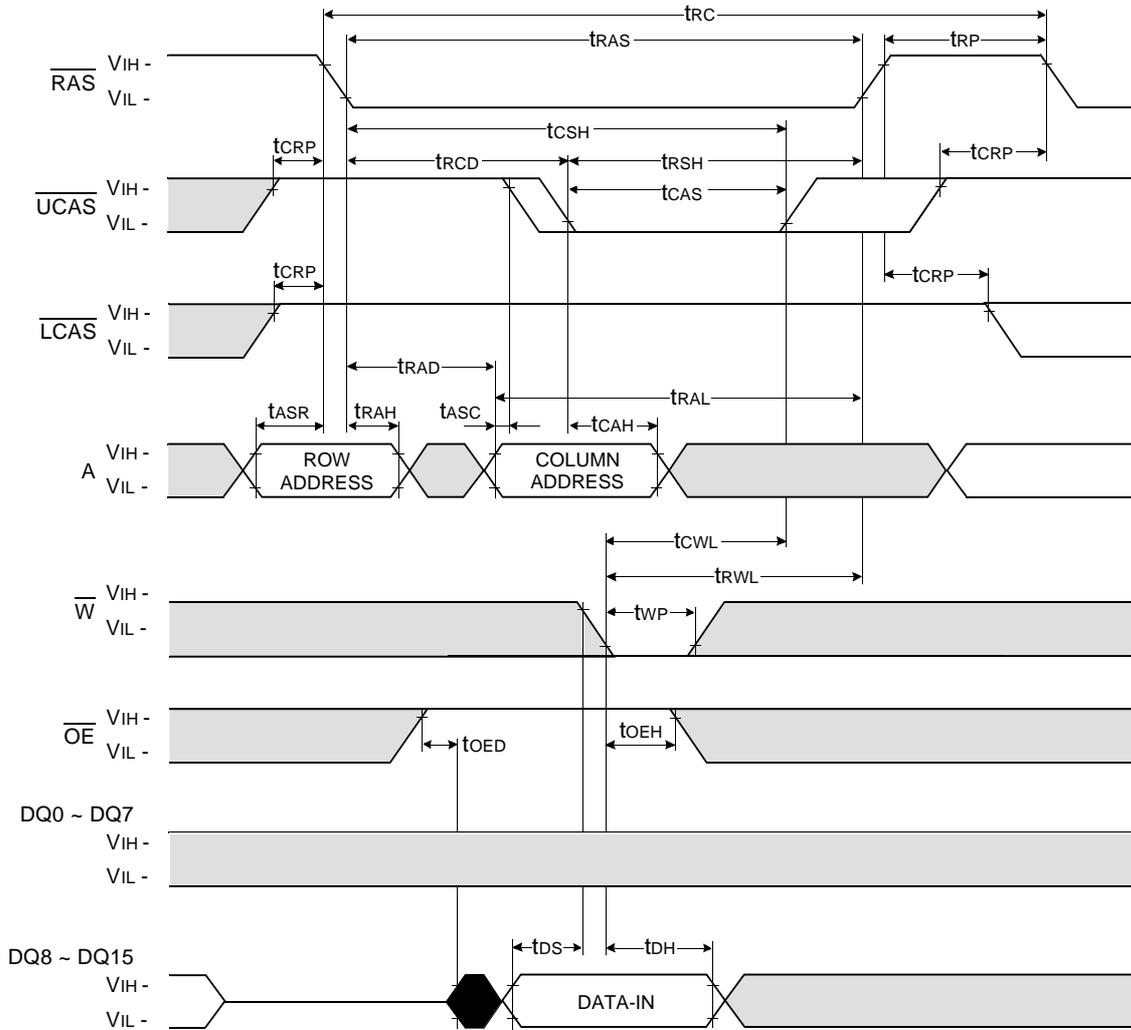 tRC
tRAS
tRP
RAS
VIH -
VIL -
tCSH
tCRP
tRCD
tRSH
tCRP
tCAS
UCAS
VIH -
VIL -
tCRP
tCRP
LCAS
VIH -
VIL -
tRAD
tRAL
tASR
tRAH
tASC
tCAH
A
VIH -
VIL -
ROW
ADDRESS
COLUMN
ADDRESS
tCWL
tRWL
W
VIH -
VIL -
tWP
OE
VIH -
VIL -
tOED
tOEH
DQ0 ~ DQ7
VIH -
VIL -
DQ8 ~ DQ15
tDS
tDH
VIH -
VIL -
DATA-IN